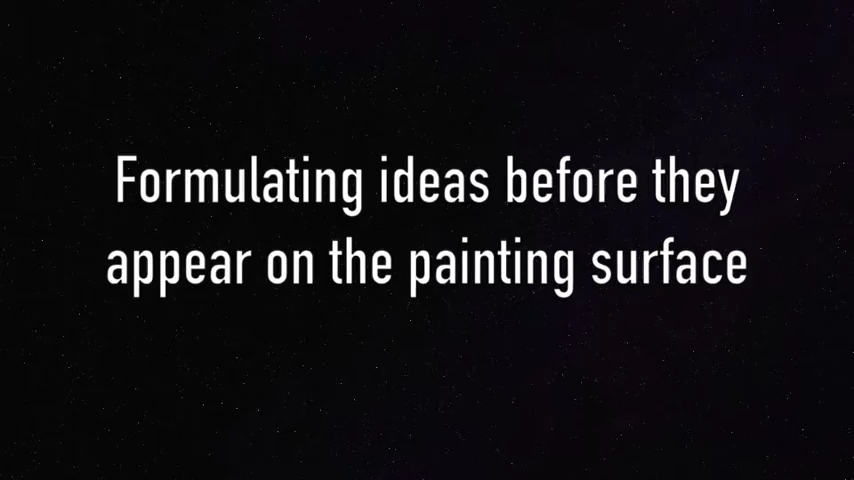 Formulating ideas before they
appear on the painting surface